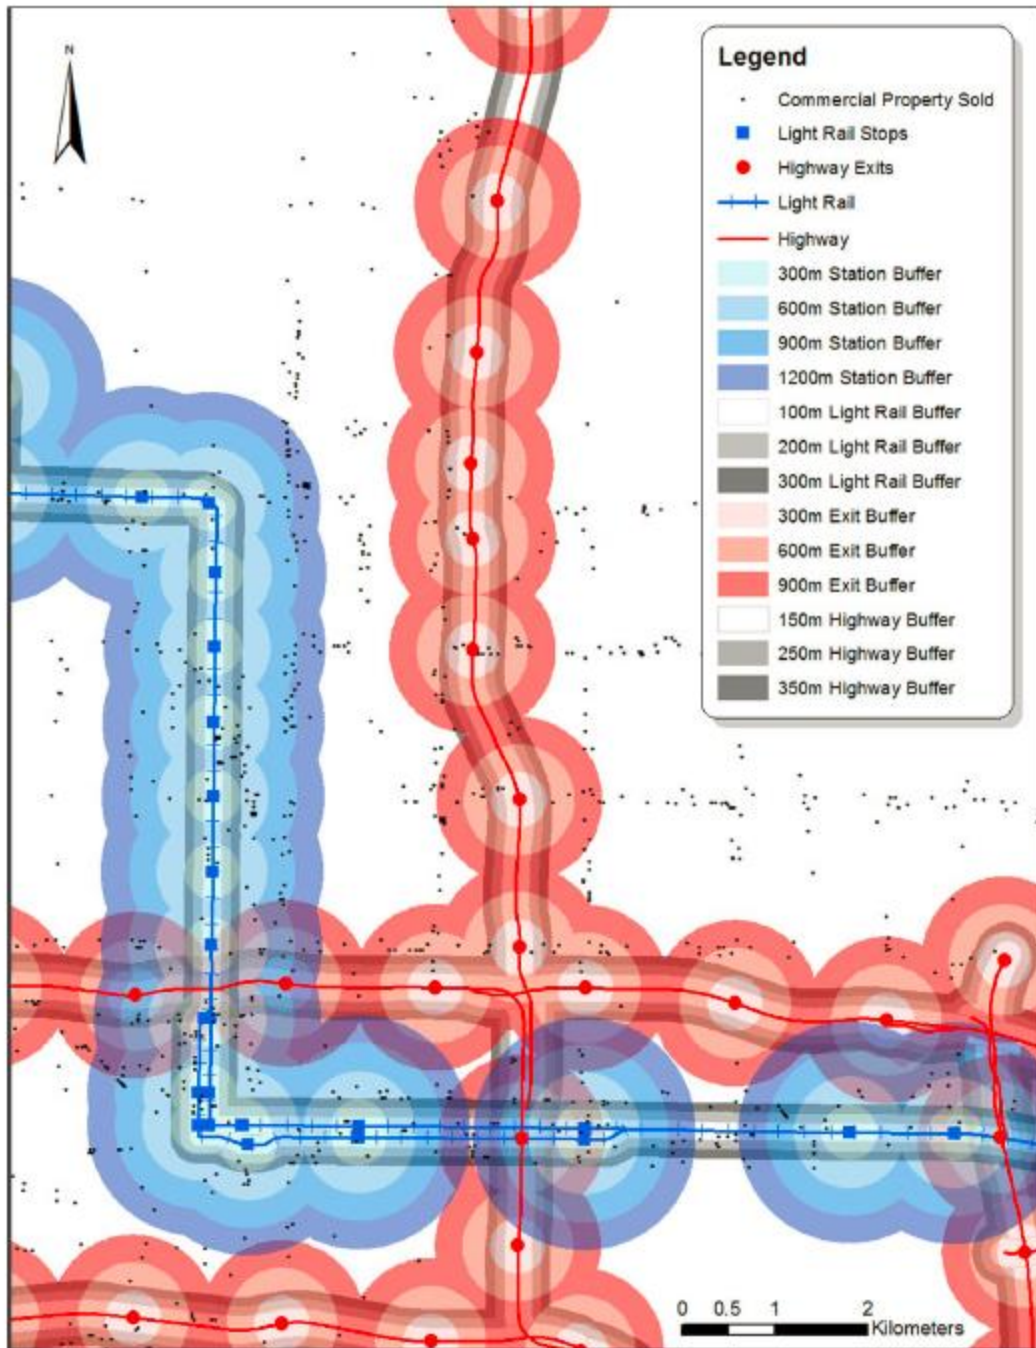 N
Legend
Commercial Property Sold
Light Rail Stops
Highway Exits
Light Rail
Highway
300m Station Buffer
600m Station Buffer
900m Station Buffer
1200m Station Buffer
100m Light Rail Buffer
200m Light Rail Buffer
300m Light Rail Buffer
300m Exit Buffer
600m Exit Buffer
900m Exit Buffer
150m Highway Buffer
250m Highway Buffer
350m Highway Buffer
0 0.5 1 2
Kilometers